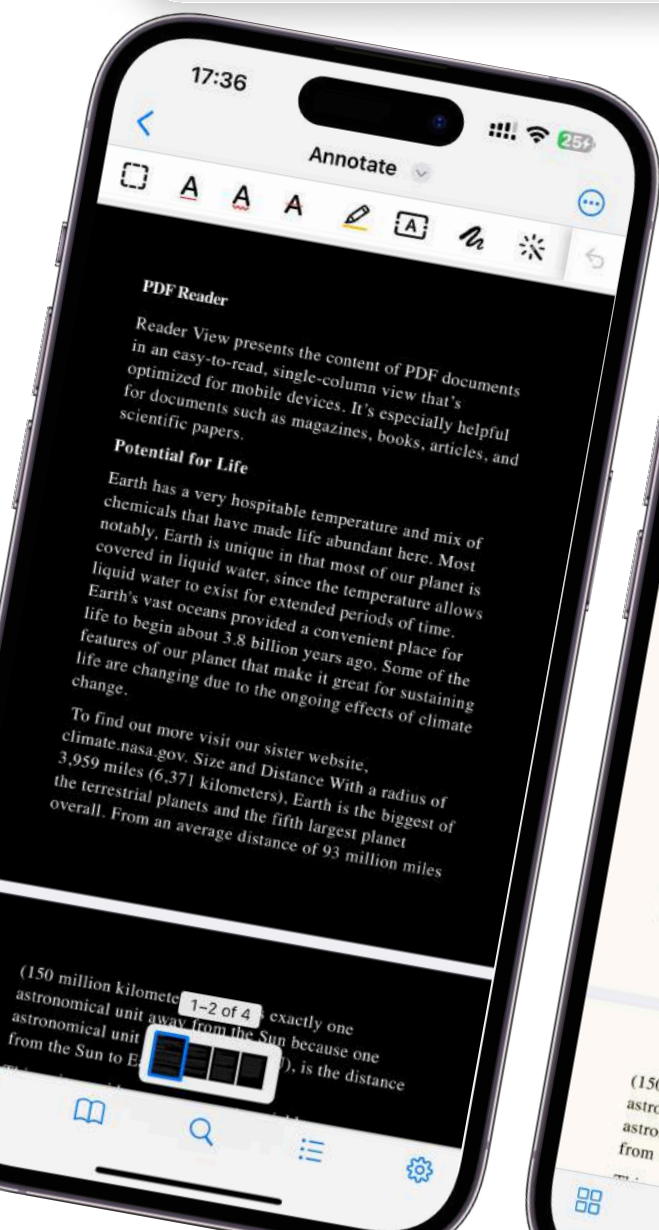 17:36
25
Annotate
A A A A
PDF Reader
Reader View presents the content of PDF documents
in an easy-to-read, single-column view that's
optimized for mobile devices. It's especially helpful
for documents such as magazines, books, articles, and
scientific papers.
Potential for Life
Earth has a very hospitable temperature and mix of
chemicals that have made life abundant here. Most
notably, Earth is unique in that most of our planet is
covered in liquid water, since the temperature allows
liquid water to exist for extended periods of time.
Earth's vast oceans provided a convenient place for
life to begin about 3.8 billion years ago. Some of the
features of our planet that make it great for sustaining
life are changing due to the ongoing effects of climate
change.
To find out more visit our sister website,
climate.nasa.gov. Size and Distance With a radius of
3,959 miles (6,371 kilometers), Earth is the biggest of
the terrestrial planets and the fifth largest planet
overall. From an average distance of 93 million miles
(150 million kilomete exactly one
1–2 of 4
astronomical unit away from the Sun because one
astronomical unit ), is the distance
from the Sun to E
(150
astro
astro
from